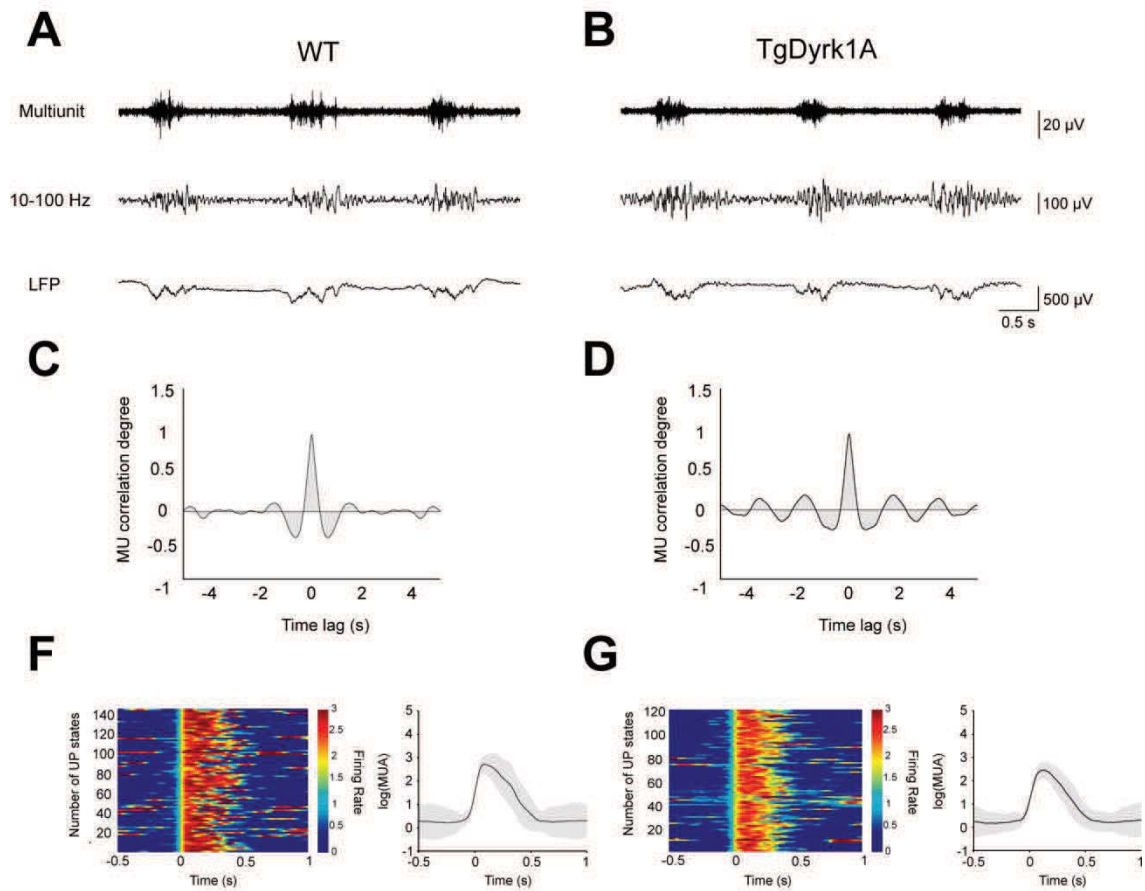 A
WT
B
TgDyrk1A
Multiunit
20 µV
10-100 Hz
100 µV
LFP
500 µV
0.5 s
C
MU correlation degree
1.5
1
0.5
0
-0.5
-1
-4 -2 0 2 4
Time lag (s)
D
MU correlation degree
1.5
1
0.5
0
-0.5
-1
-4 -2 0 2 4
Time lag (s)
F
Number of UP states
140
120
100
80
60
40
20
-0.5 0 0.5 1
Time (s)
3
2.5
2
1.5
1
0.5
0
Firing Rate
log(MUA)
5
4
3
2
1
0
-1
-0.5 0 0.5 1
Time (s)
G
Number of UP states
120
100
80
60
40
20
-0.5 0 0.5 1
Time (s)
3
2.5
2
1.5
1
0.5
0
Firing Rate
log(MUA)
5
4
3
2
1
0
-1
-0.5 0 0.5 1
Time (s)